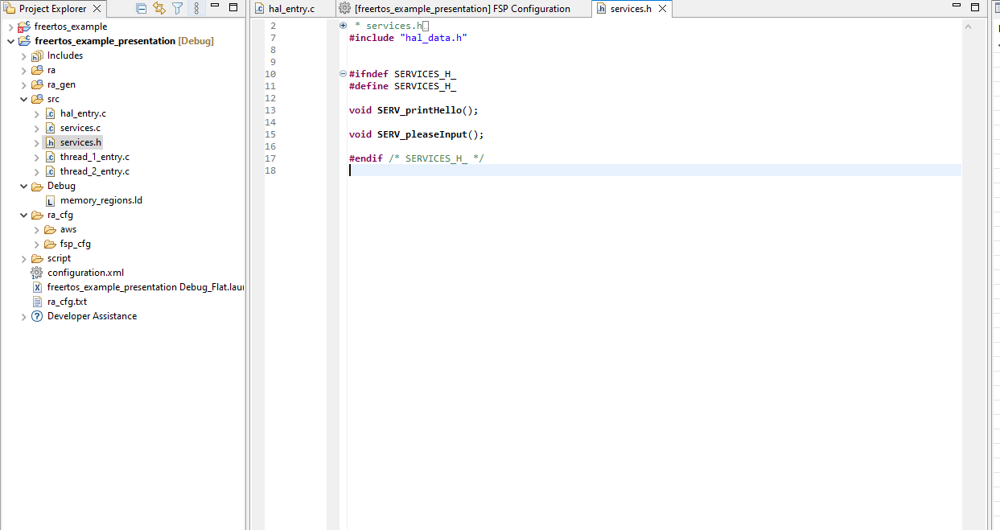 Project Explorer
freertos_example
freertos_example_presentation [Debug]
Includes
ra
ra_gen
src
hal_entry.c
services.c
services.h
thread_1_entry.c
thread_2_entry.c
Debug
memory_regions.ld
ra_cfg
aws
fsp_cfg
script
configuration.xml
freertos_example_presentation Debug_Flat.laun
ra_cfg.txt
Developer Assistance
hal_entry.c
[freertos_example_presentation] FSP Configuration
services.h
2 * services.h
7 #include "hal_data.h"
8
9
10 #ifndef SERVICES_H_
11 #define SERVICES_H_
12
13 void SERV_printHello();
14
15 void SERV_pleaseInput();
16
17 #endif /* SERVICES_H_ */
18